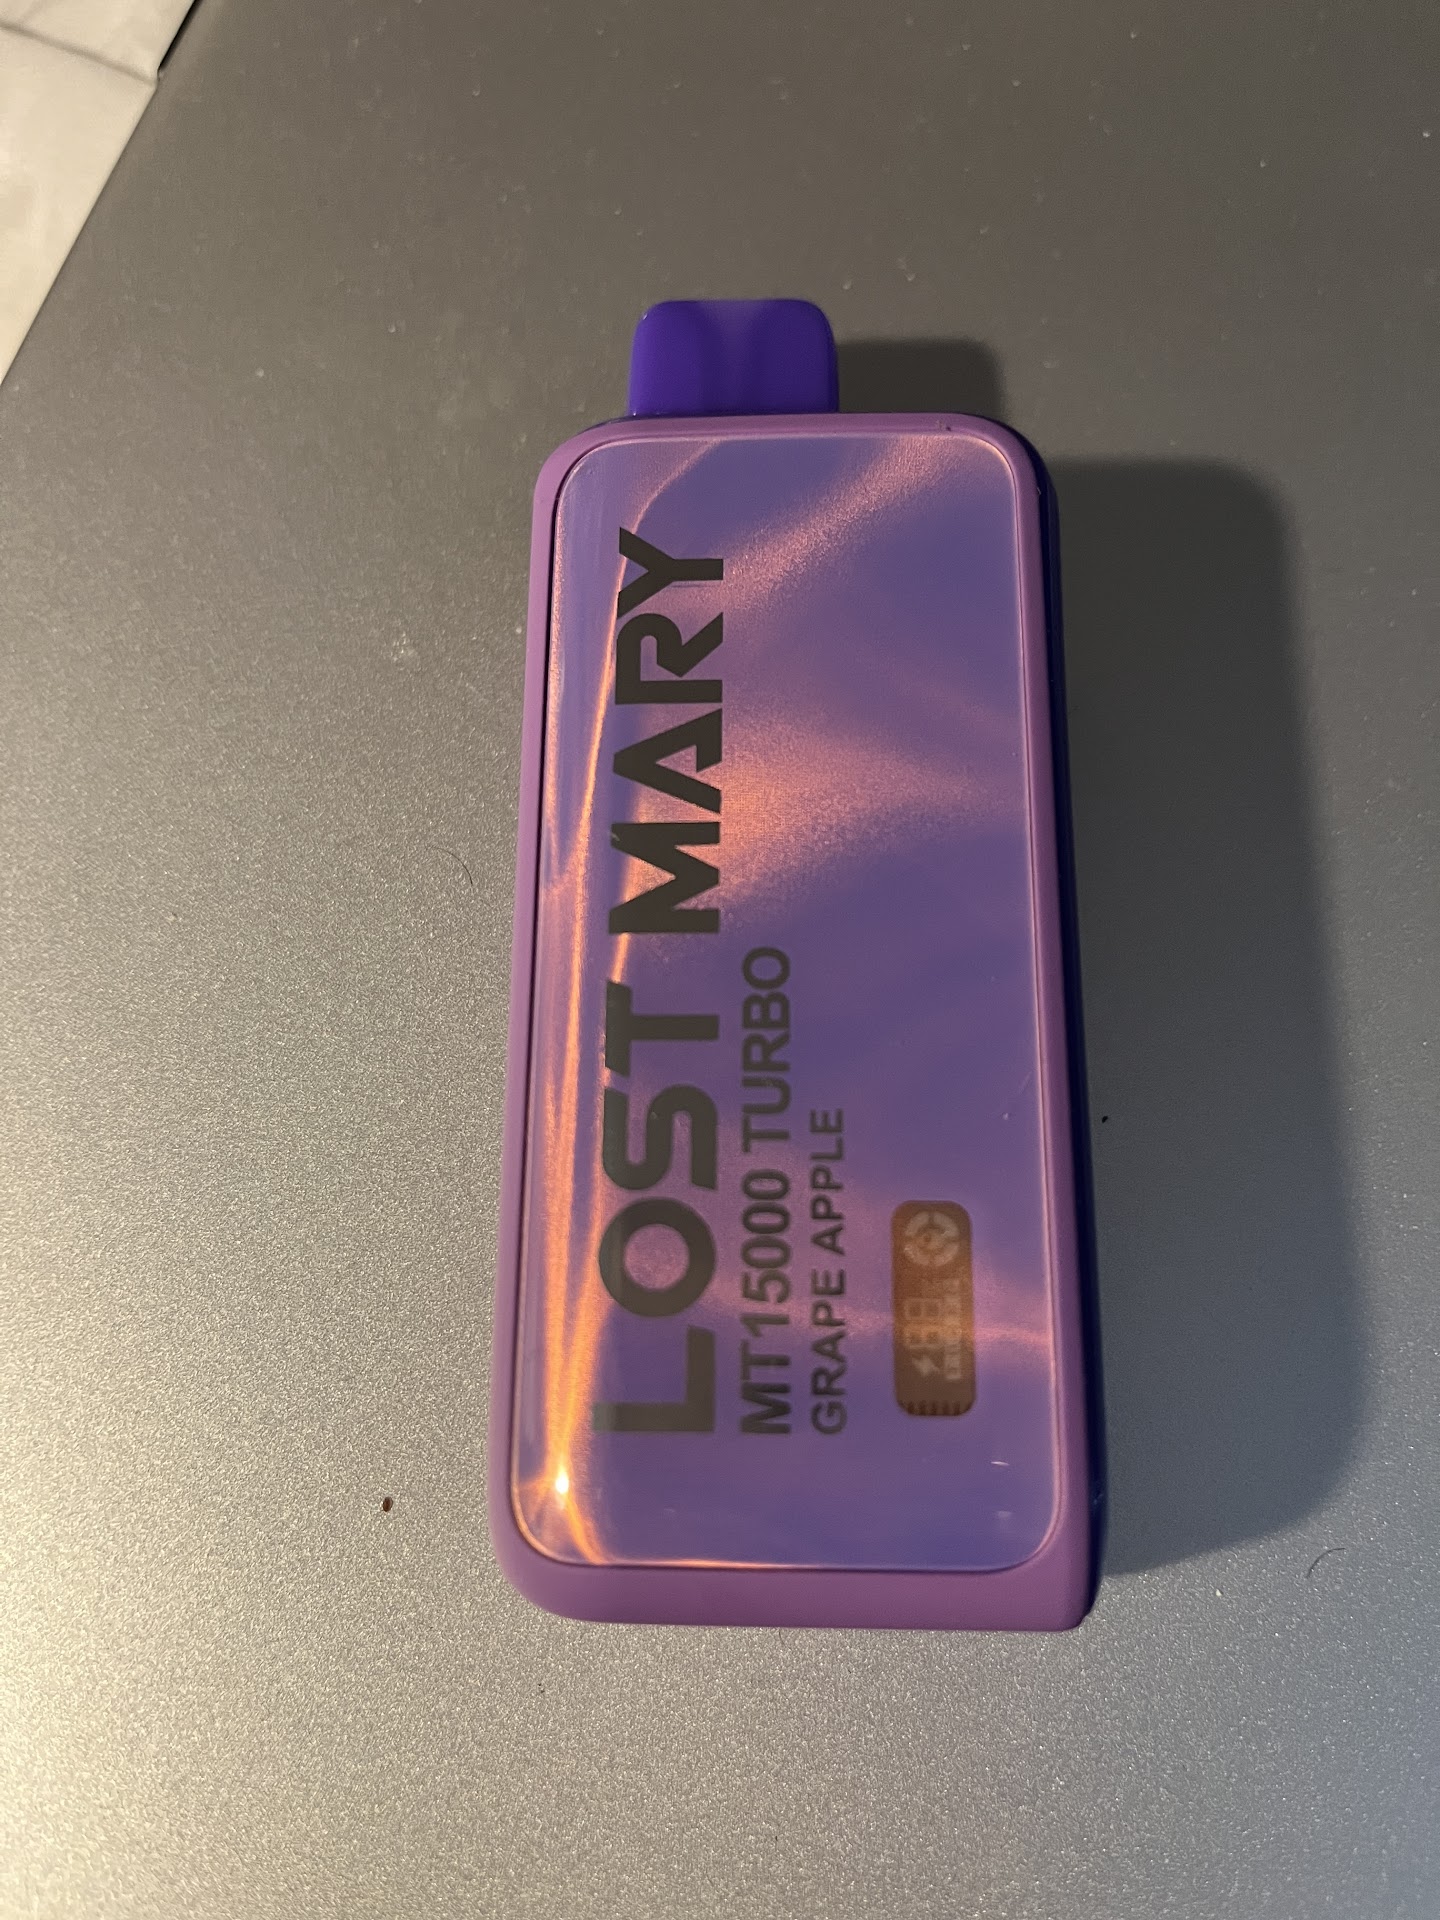 LOST MARY
MT15000 TURBO
GRAPE APPLE